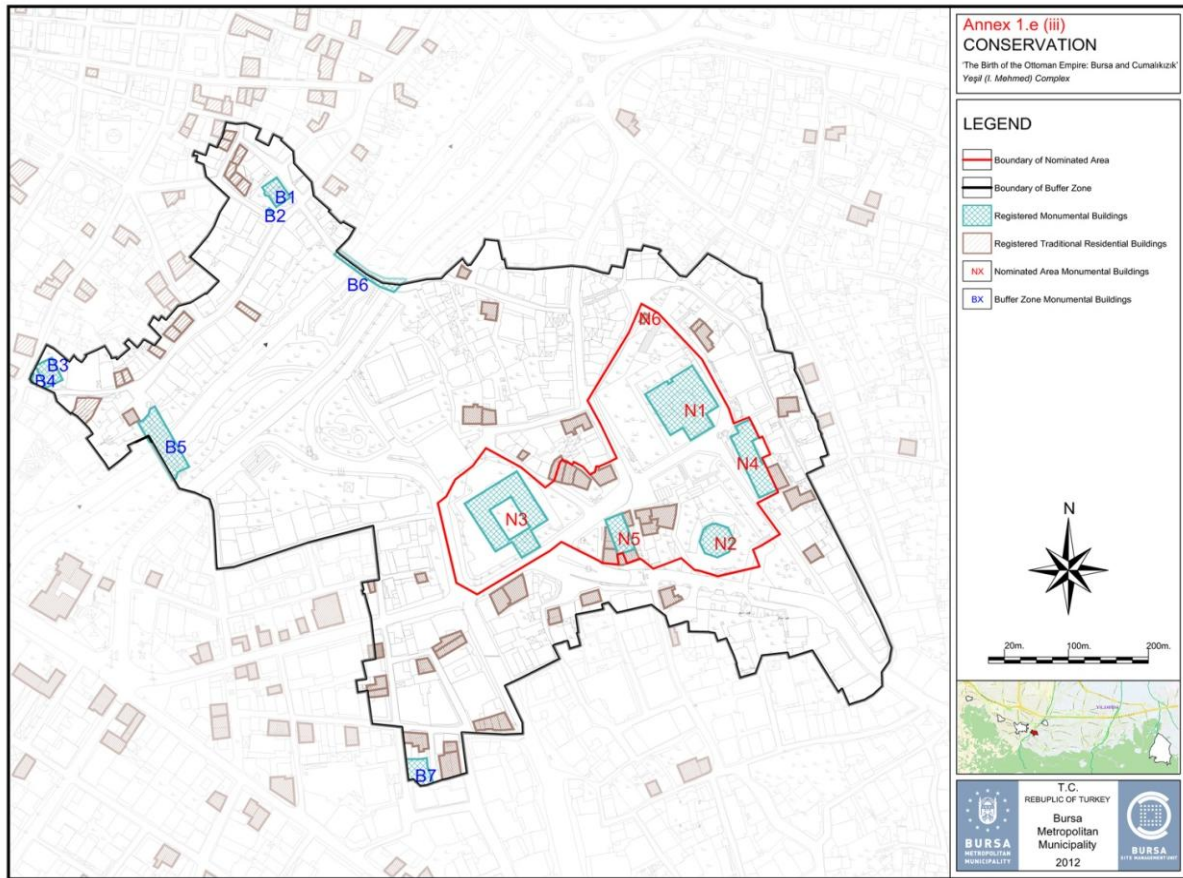 Annex 1.e (iii)
CONSERVATION
'The Birth of the Ottoman Empire: Bursa and Cumalıkızık'
Yeşil (I. Mehmed) Complex
LEGEND
Boundary of Nominated Area
Boundary of Buffer Zone
Registered Monumental Buildings
Registered Traditional Residential Buildings
NX Nominated Area Monumental Buildings
BX Buffer Zone Monumental Buildings
B1
B2
B6
B3
B4
B5
B7
N6
N1
N4
N3
N5
N2
N
20m. 100m. 200m.
T.C.
REBUPLIC OF TURKEY
Bursa
Metropolitan
Municipality
2012
BURSA
METROPOLITAN
MUNICIPALITY
BURSA
SITE MANAGEMENT UNIT